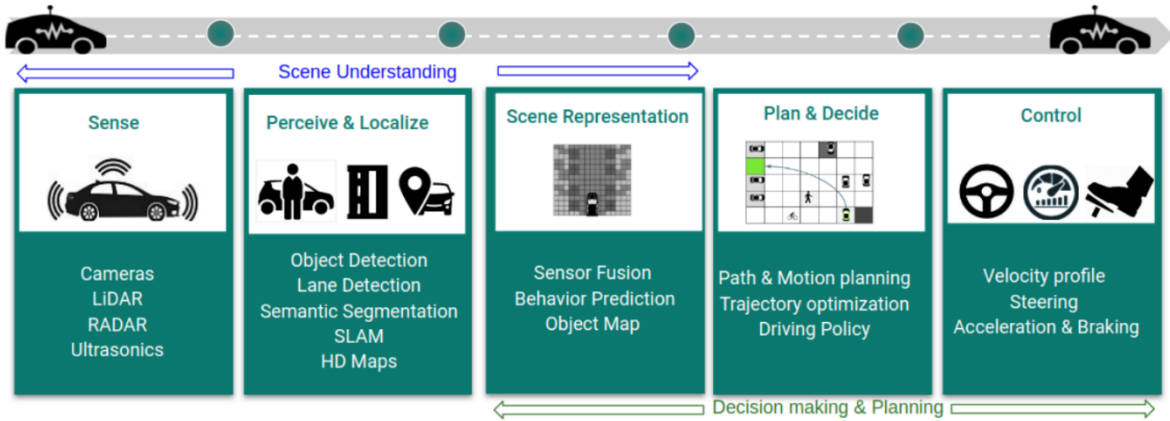 Scene Understanding
Sense
Cameras
LiDAR
RADAR
Ultrasonics
Perceive & Localize
Object Detection
Lane Detection
Semantic Segmentation
SLAM
HD Maps
Scene Representation
Sensor Fusion
Behavior Prediction
Object Map
Plan & Decide
Path & Motion planning
Trajectory optimization
Driving Policy
Control
Velocity profile
Steering
Acceleration & Braking
Decision making & Planning